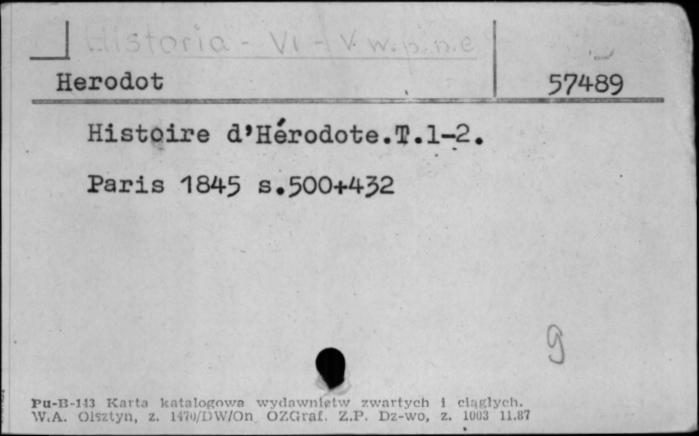 Historia - VI - V w.p.n.e
Herodot 57489
Histoire d'Hérodote.T.1-2.
Paris 1845 s.500+432
g
Pu-B-143 Karta katalogowa wydawnictw zwartych i ciągłych.
W.A. Olsztyn, z. 1470/DW/On OZGraf. Z.P. Dz-wo, z. 1003 11.87